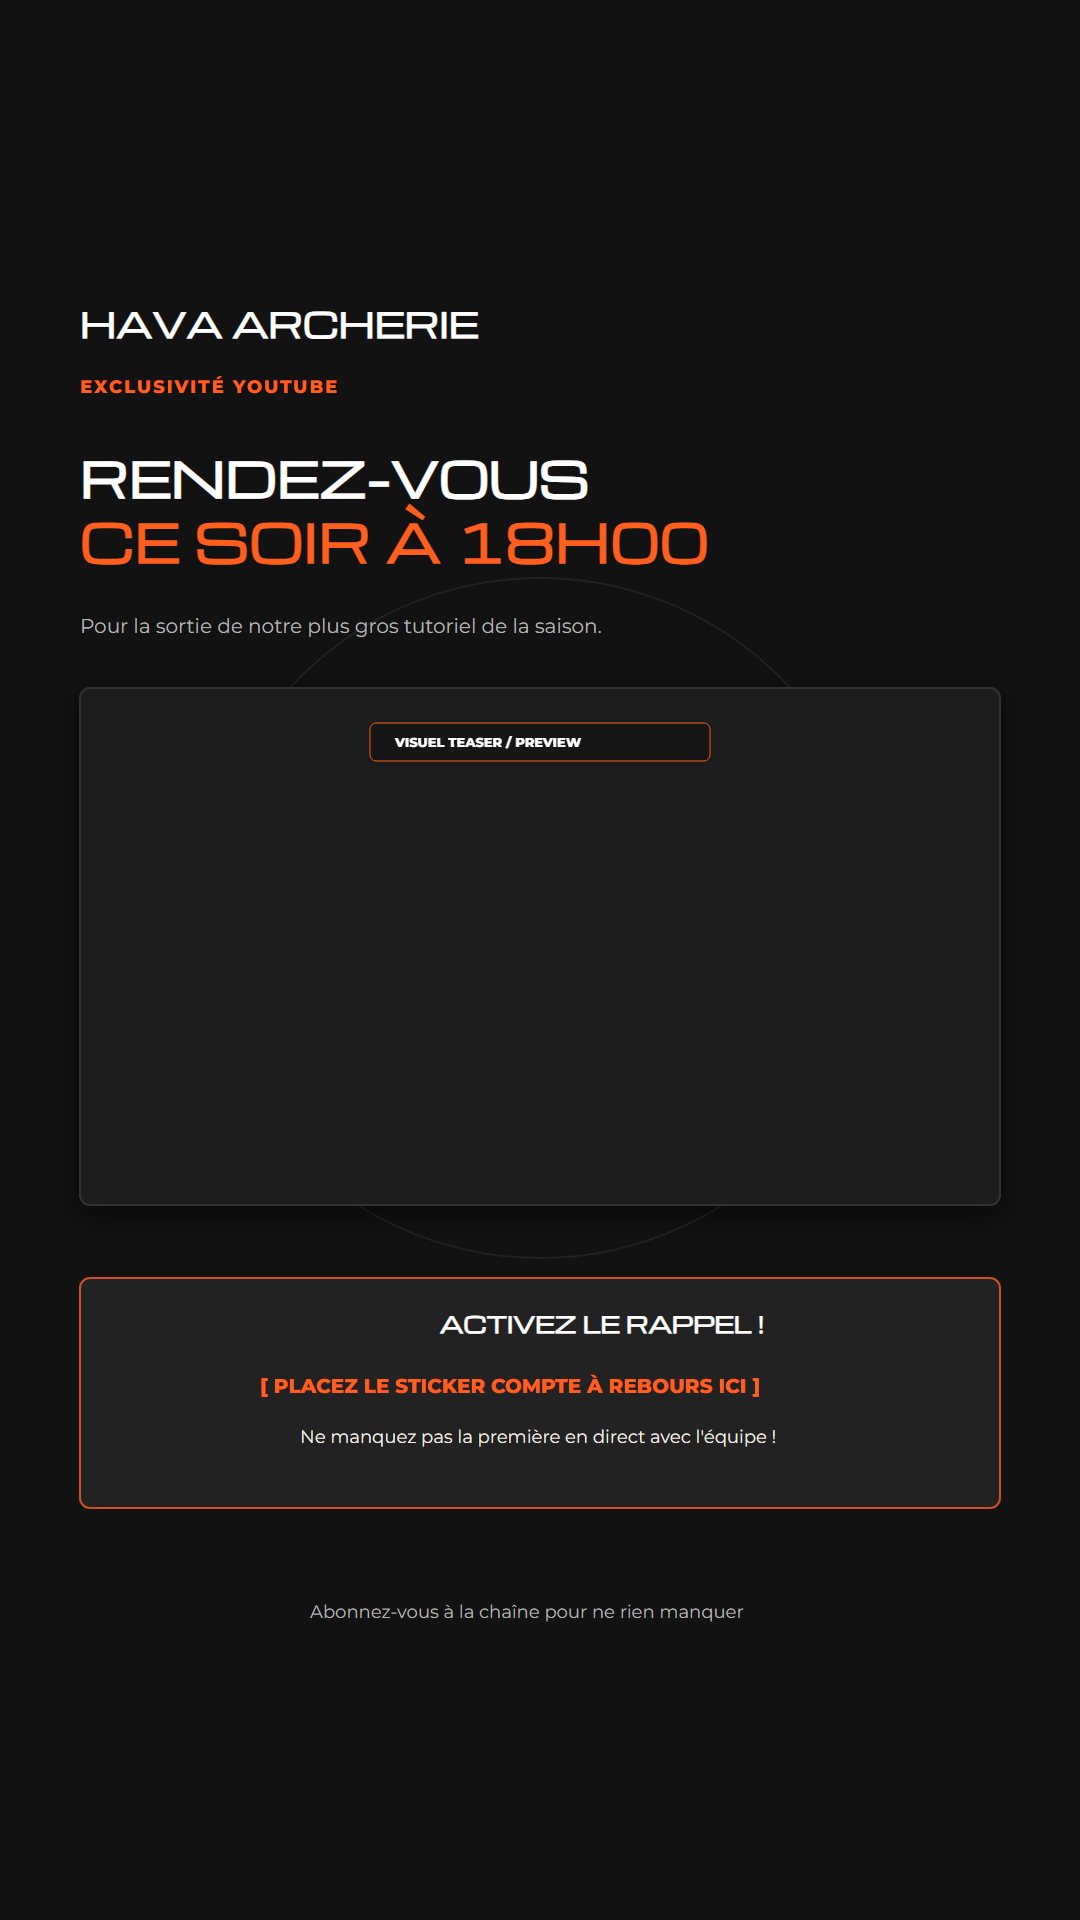 HAVA ARCHERIE
EXCLUSIVITÉ YOUTUBE
RENDEZ-VOUS
CE SOIR À 18H00
Pour la sortie de notre plus gros tutoriel de la saison.
VISUEL TEASER / PREVIEW
ACTIVEZ LE RAPPEL !
[ PLACEZ LE STICKER COMPTE À REBOURS ICI ]
Ne manquez pas la première en direct avec l'équipe !
Abonnez-vous à la chaîne pour ne rien manquer